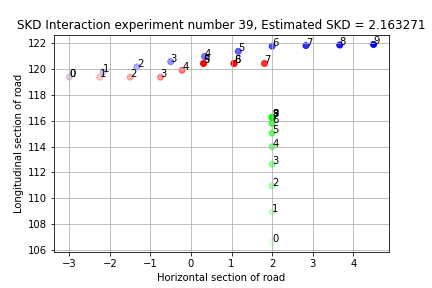 SKD Interaction experiment number 39, Estimated SKD = 2.163271
122
120
118
116
114
112
110
108
106
Longitudinal section of road
0 1 2 3 4 5 6 7 8 9
0 1 2 3 4 5 6 7
0
1
2
3
4
5
6
−3 −2 −1 0 1 2 3 4
Horizontal section of road